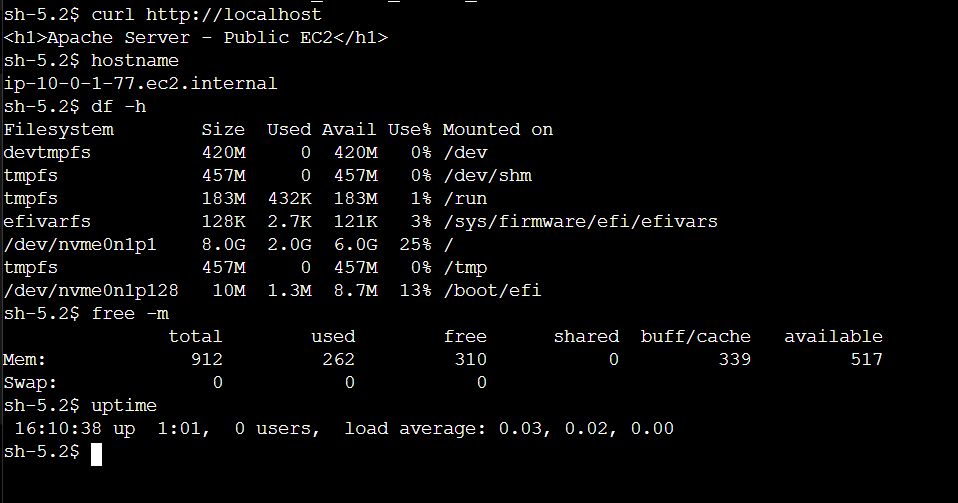 sh-5.2$ curl http://localhost
<h1>Apache Server - Public EC2</h1>
sh-5.2$ hostname
ip-10-0-1-77.ec2.internal
sh-5.2$ df -h
Filesystem        Size  Used Avail Use% Mounted on
devtmpfs          420M     0  420M   0% /dev
tmpfs             457M     0  457M   0% /dev/shm
tmpfs             183M  432K  183M   1% /run
efivarfs          128K  2.7K  121K   3% /sys/firmware/efi/efivars
/dev/nvme0n1p1    8.0G  2.0G  6.0G  25% /
tmpfs             457M     0  457M   0% /tmp
/dev/nvme0n1p128   10M  1.3M  8.7M  13% /boot/efi
sh-5.2$ free -m
               total        used        free      shared  buff/cache   available
Mem:             912         262         310           0         339         517
Swap:              0           0           0
sh-5.2$ uptime
 16:10:38 up  1:01,  0 users,  load average: 0.03, 0.02, 0.00
sh-5.2$